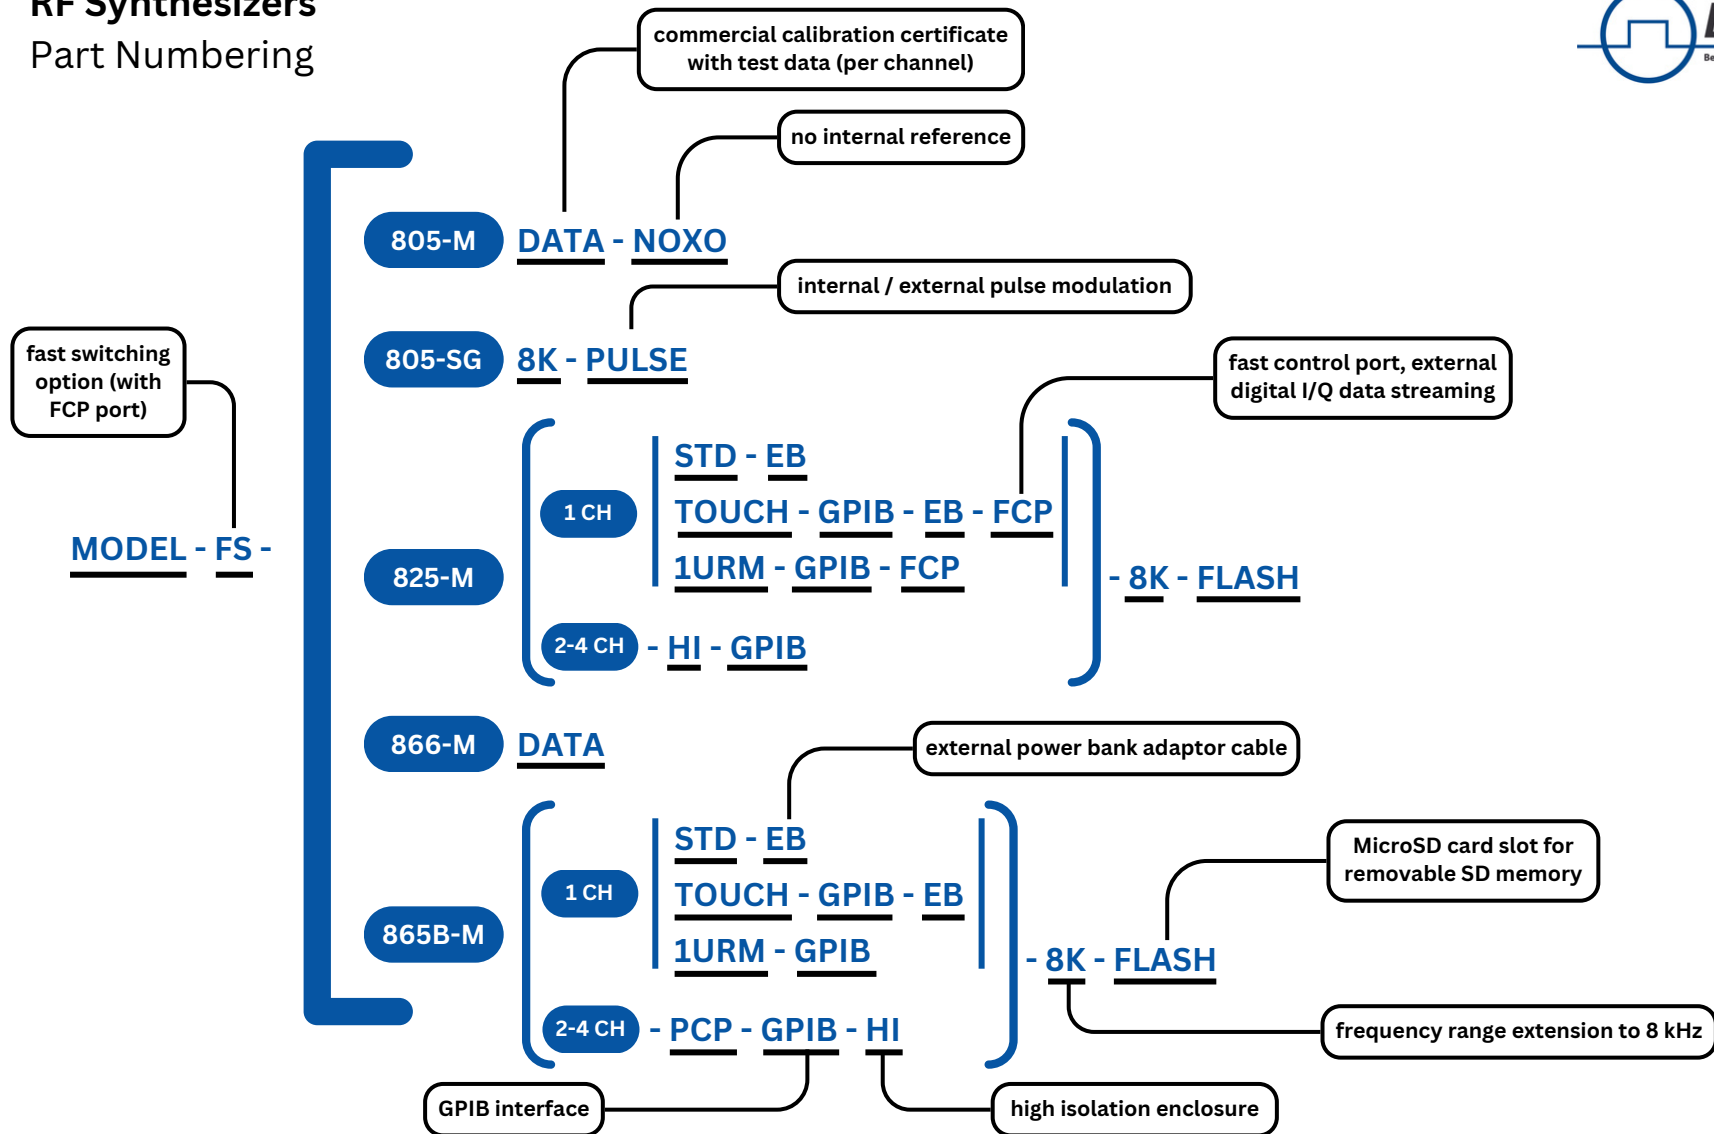 RF Synthesizers
Part Numbering
commercial calibration certificate
with test data (per channel)
no internal reference
805-M DATA - NOXO
internal / external pulse modulation
805-SG 8K - PULSE
fast switching
option (with
FCP port)
fast control port, external
digital I/Q data streaming
MODEL - FS -
825-M
1 CH
STD - EB
TOUCH - GPIB - EB - FCP
1URM - GPIB - FCP
2-4 CH - HI - GPIB
- 8K - FLASH
866-M DATA
external power bank adaptor cable
865B-M
1 CH
STD - EB
TOUCH - GPIB - EB
1URM - GPIB
2-4 CH - PCP - GPIB - HI
- 8K - FLASH
MicroSD card slot for
removable SD memory
frequency range extension to 8 kHz
GPIB interface
high isolation enclosure